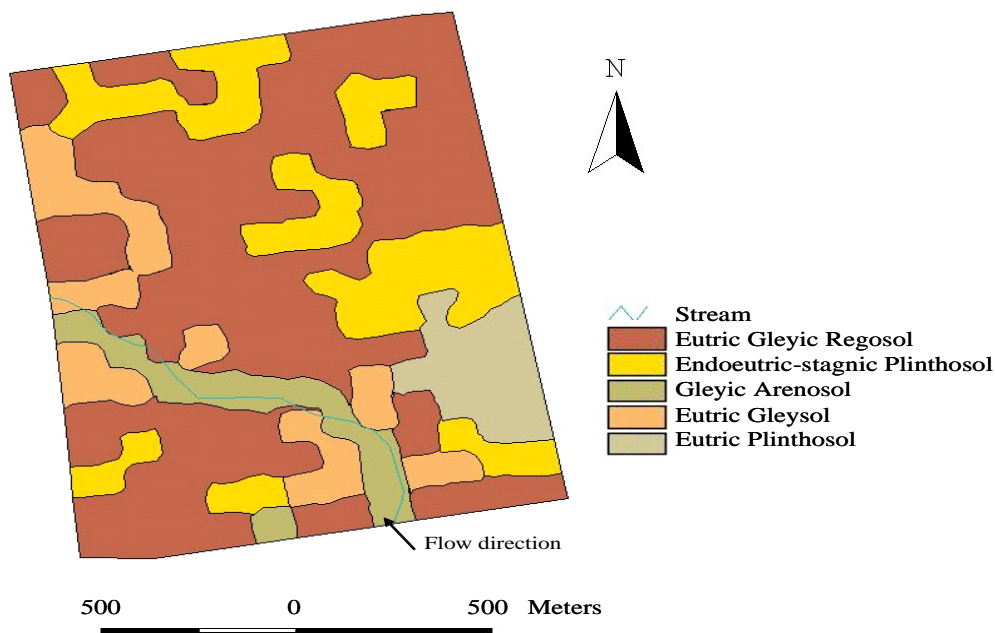 N
Stream
Eutric Gleyic Regosol
Endoeutric-stagnic Plinthosol
Gleyic Arenosol
Eutric Gleysol
Eutric Plinthosol
Flow direction
500 0 500 Meters